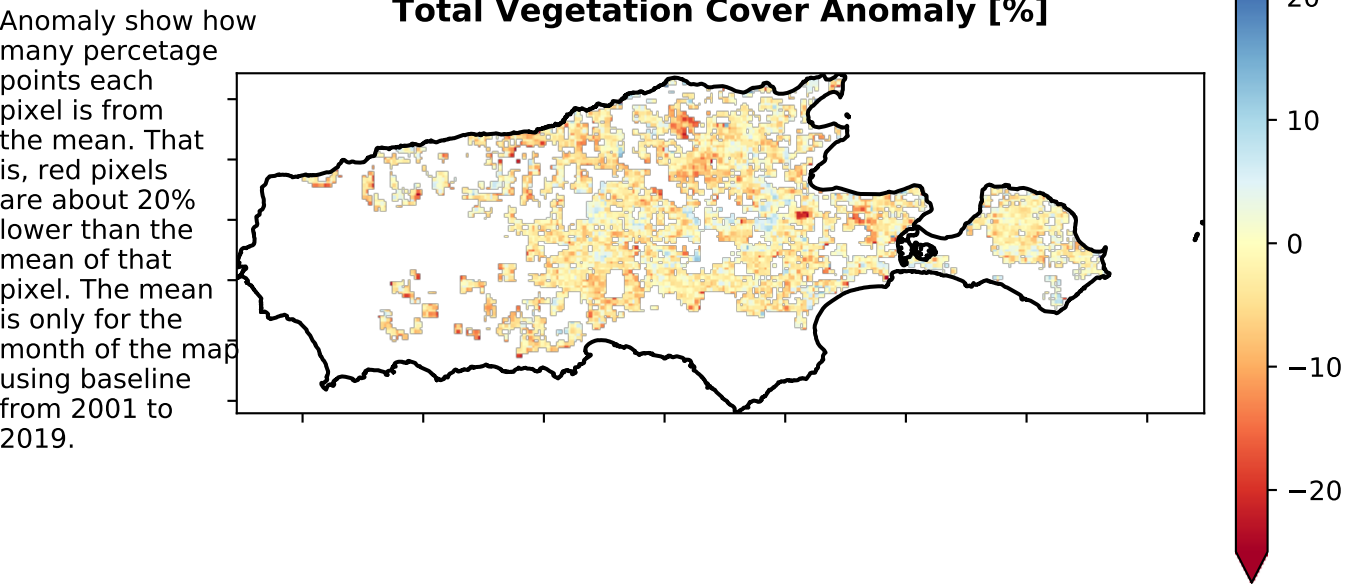 Total Vegetation Cover Anomaly [%]
Anomaly show how
many percetage
points each
pixel is from
the mean. That
is, red pixels
are about 20%
lower than the
mean of that
pixel. The mean
is only for the
month of the map
using baseline
from 2001 to
2019.
20
10
0
−10
−20